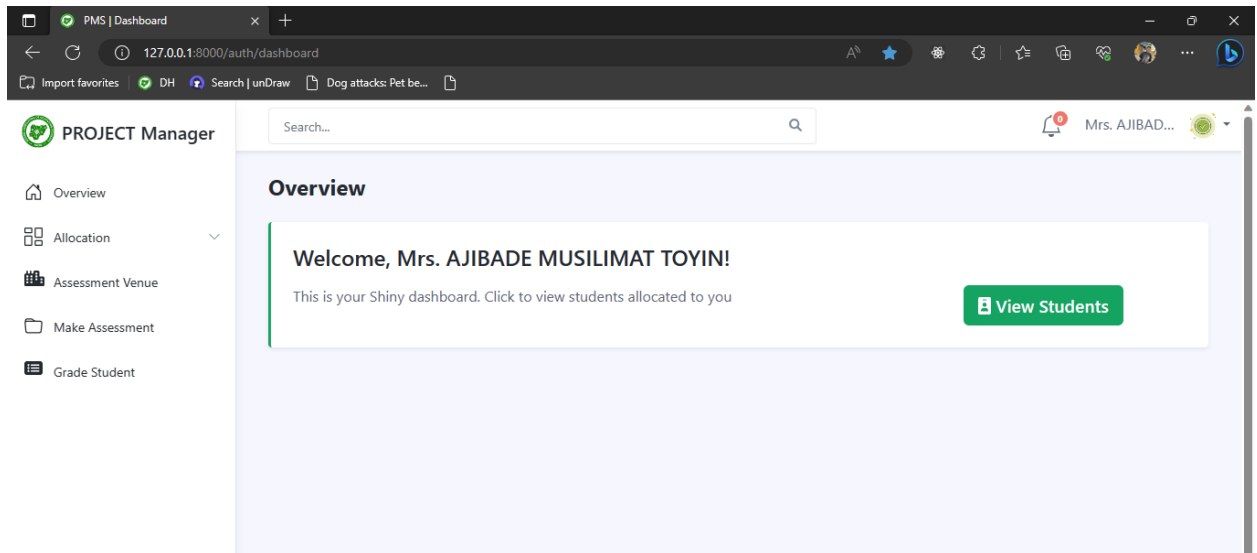 PMS | Dashboard
127.0.0.1:8000/auth/dashboard
Import favorites DH Search | unDraw Dog attacks: Pet be...
PROJECT Manager
Search...
0
Mrs. AJIBAD...
Overview
Allocation
Assessment Venue
Make Assessment
Grade Student
Overview
Welcome, Mrs. AJIBADE MUSILIMAT TOYIN!
This is your Shiny dashboard. Click to view students allocated to you
View Students